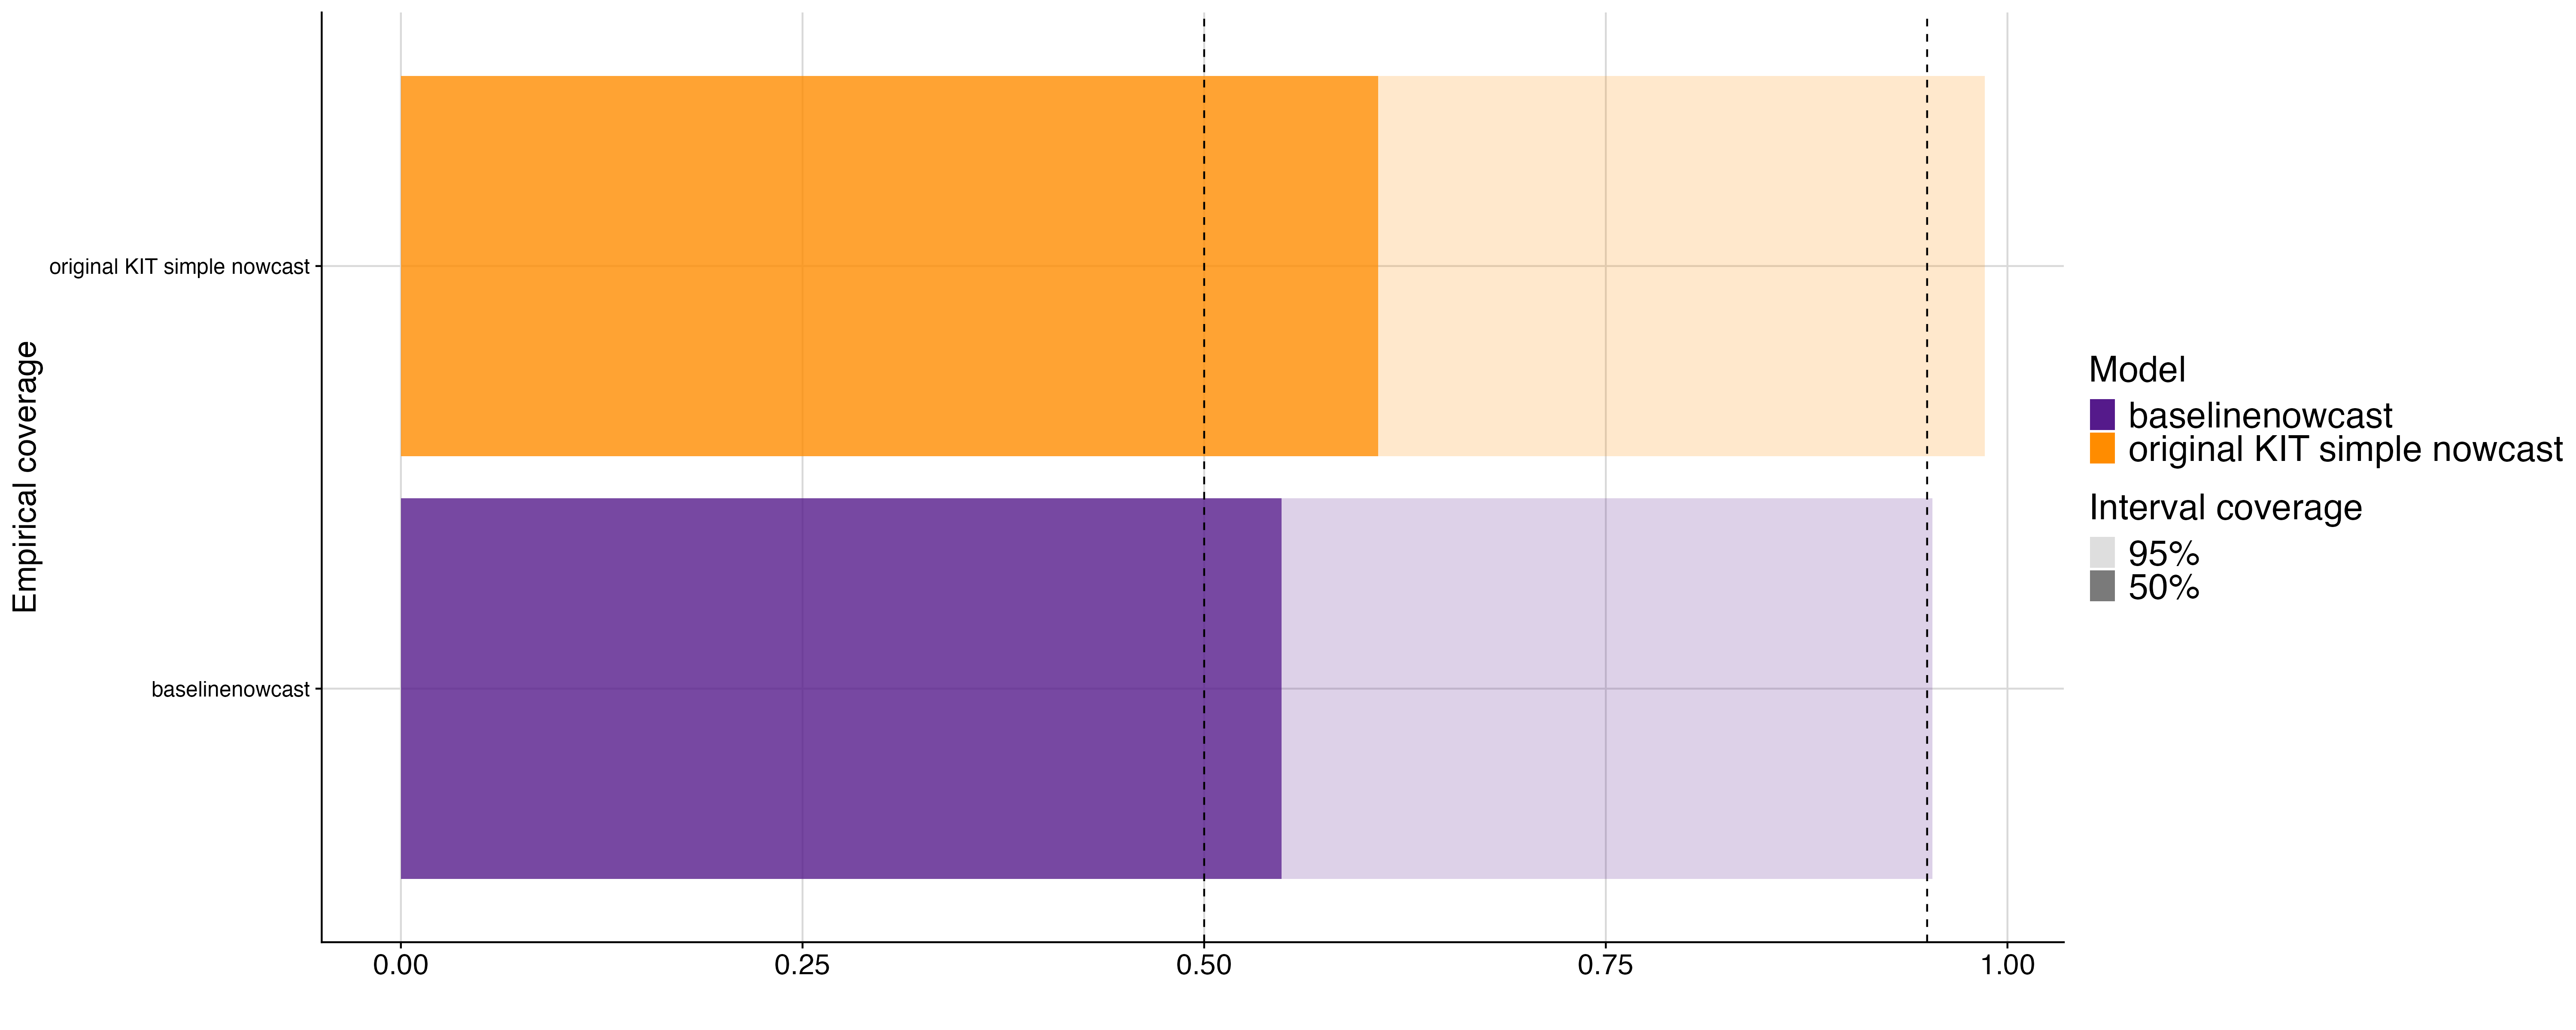 Empirical coverage
original KIT simple nowcast
baselinenowcast
0.00 0.25 0.50 0.75 1.00
Model
baselinenowcast
original KIT simple nowcast
Interval coverage
95%
50%